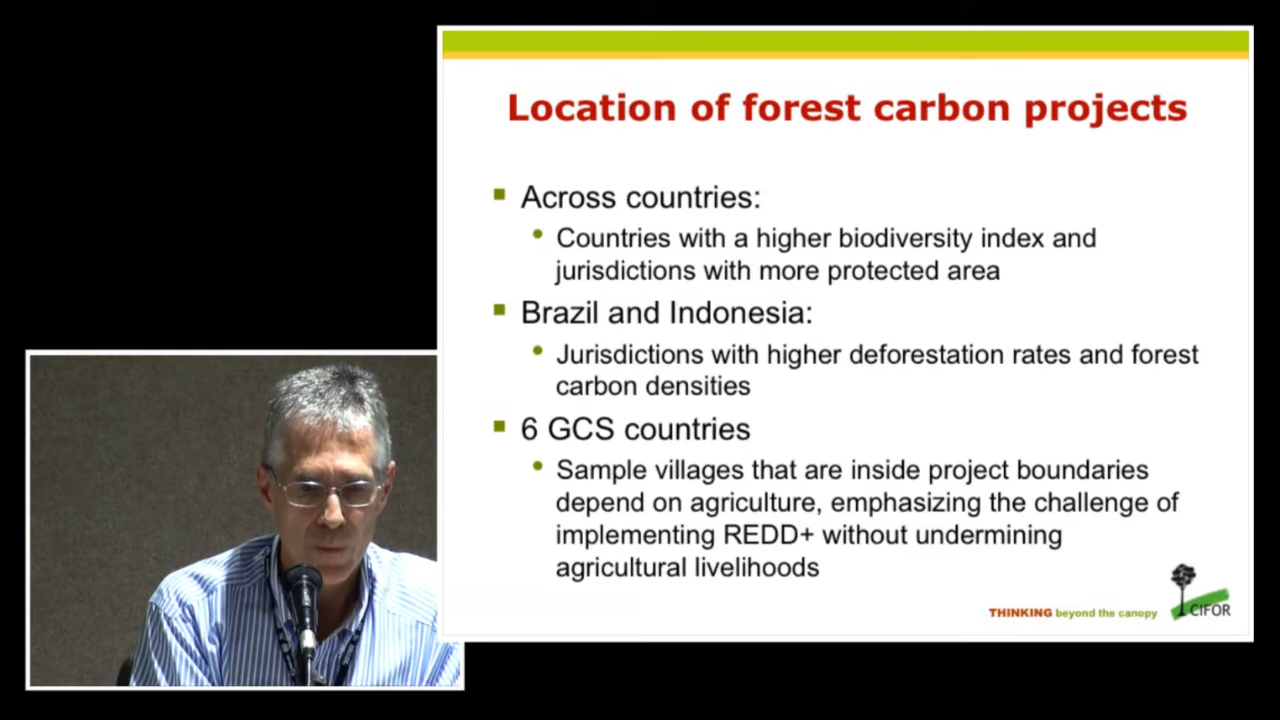 Location of forest carbon projects
Across countries:
Countries with a higher biodiversity index and
jurisdictions with more protected area
Brazil and Indonesia:
Jurisdictions with higher deforestation rates and forest
carbon densities
6 GCS countries
Sample villages that are inside project boundaries
depend on agriculture, emphasizing the challenge of
implementing REDD+ without undermining
agricultural livelihoods
THINKING beyond the canopy
CIFOR